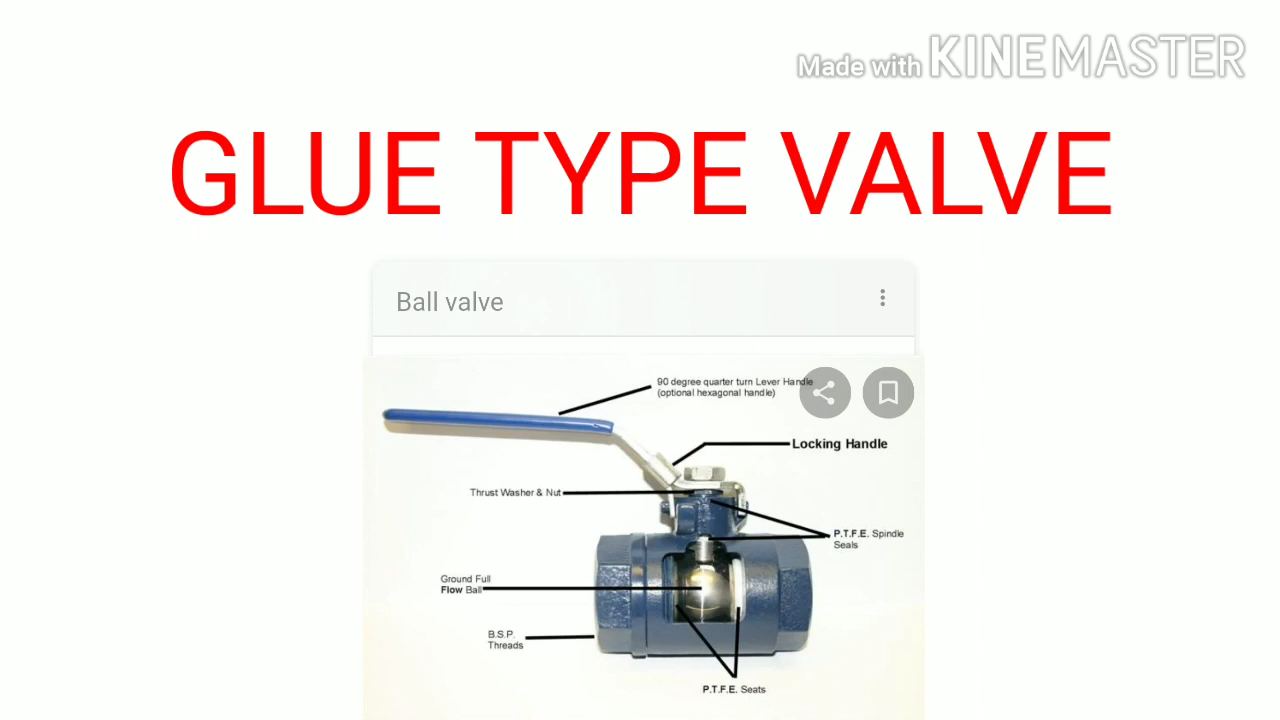 Made with KINEMASTER
GLUE TYPE VALVE
Ball valve
90 degree quarter turn Lever Handle
(optional hexagonal handle)
Locking Handle
Thrust Washer & Nut
P.T.F.E. Spindle
Seals
Ground Full
Flow Ball
B.S.P.
Threads
P.T.F.E. Seats